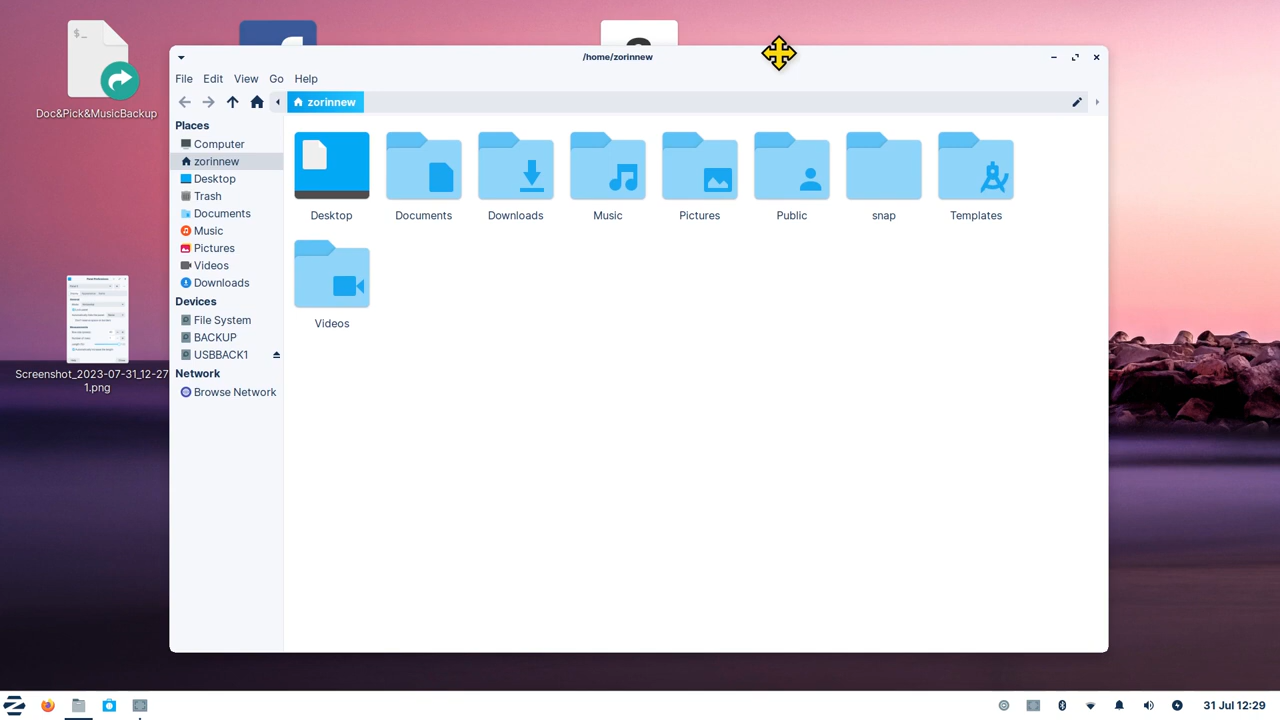 $_
Doc&Pick&MusicBackup
Screenshot_2023-07-31_12-27
1.png
/home/zorinnew
File Edit View Go Help
zorinnew
Places
Computer
zorinnew
Desktop
Trash
Documents
Music
Pictures
Videos
Downloads
Devices
File System
BACKUP
USBBACK1
Network
Browse Network
Desktop Documents Downloads Music Pictures Public snap Templates
Videos
31 Jul 12:29